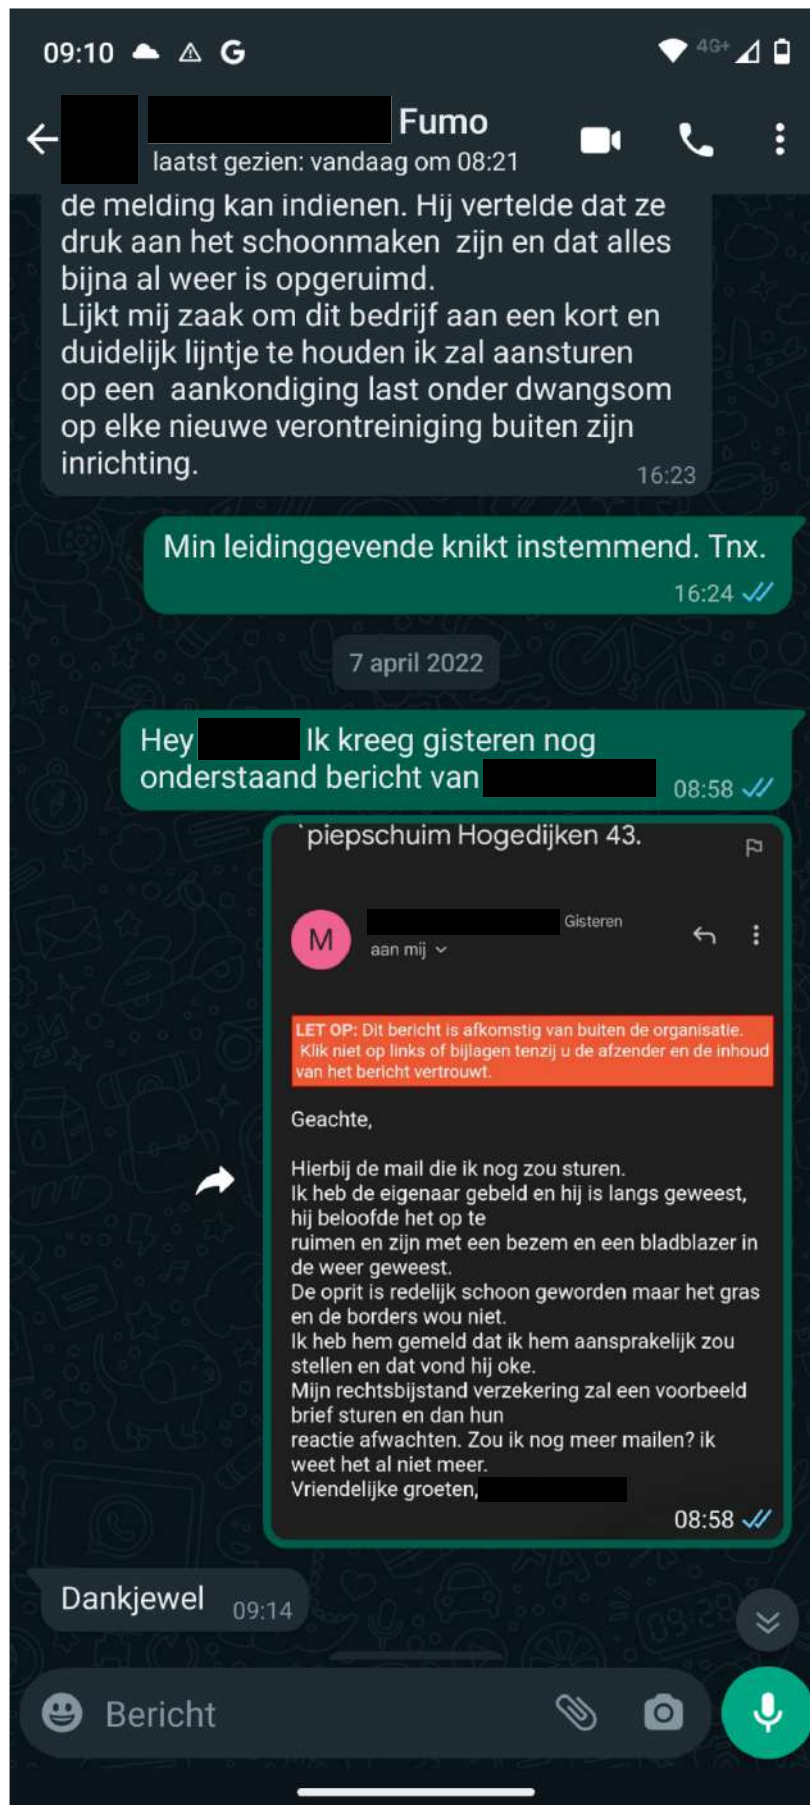 09:10 G 4G+
Fumo
laatst gezien: vandaag om 08:21
de melding kan indienen. Hij vertelde dat ze
druk aan het schoonmaken zijn en dat alles
bijna al weer is opgeruimd.
Lijkt mij zaak om dit bedrijf aan een kort en
duidelijk lijntje te houden ik zal aansturen
op een aankondiging last onder dwangsom
op elke nieuwe verontreiniging buiten zijn
inrichting.
16:23
Min leidinggevende knikt instemmend. Tnx.
16:24
7 april 2022
Hey Ik kreeg gisteren nog
onderstaand bericht van 08:58
`piepschuim Hogedijken 43.
M Gisteren
aan mij
LET OP: Dit bericht is afkomstig van buiten de organisatie.
Klik niet op links of bijlagen tenzij u de afzender en de inhoud
van het bericht vertrouwt.
Geachte,
Hierbij de mail die ik nog zou sturen.
Ik heb de eigenaar gebeld en hij is langs geweest,
hij beloofde het op te
ruimen en zijn met een bezem en een bladblazer in
de weer geweest.
De oprit is redelijk schoon geworden maar het gras
en de borders wou niet.
Ik heb hem gemeld dat ik hem aansprakelijk zou
stellen en dat vond hij oke.
Mijn rechtsbijstand verzekering zal een voorbeeld
brief sturen en dan hun
reactie afwachten. Zou ik nog meer mailen? ik
weet het al niet meer.
Vriendelijke groeten,
08:58
Dankjewel 09:14
Bericht